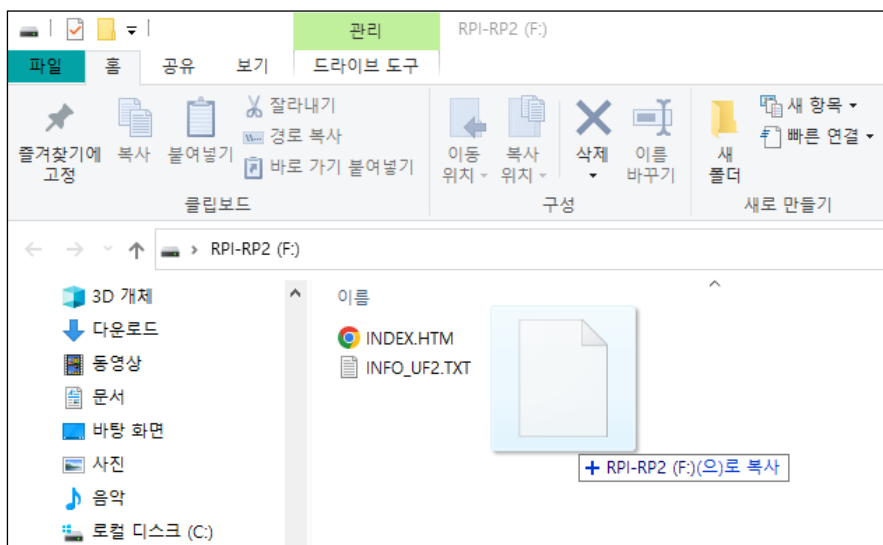 관리
RPI-RP2 (F:)
파일
홈
공유
보기
드라이브 도구
즐겨찾기에
고정
복사
붙여넣기
잘라내기
경로 복사
바로 가기 붙여넣기
클립보드
이동
위치
복사
위치
삭제
이름
바꾸기
구성
새
폴더
새 항목
빠른 연결
새로 만들기
RPI-RP2 (F:)
3D 개체
다운로드
동영상
문서
바탕 화면
사진
음악
로컬 디스크 (C:)
이름
INDEX.HTM
INFO_UF2.TXT
+ RPI-RP2 (F:)(으)로 복사